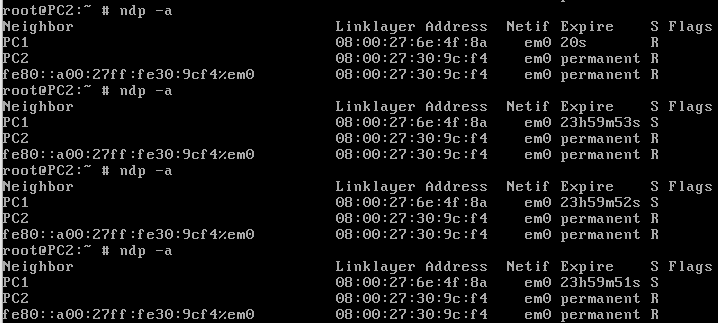 root@PC2:~ # ndp -a
Neighbor                             Linklayer Address  Netif Expire    S Flags
PC1                                  08:00:27:6e:4f:8a    em0 20s       R
PC2                                  08:00:27:30:9c:f4    em0 permanent R
fe80::a00:27ff:fe30:9cf4%em0         08:00:27:30:9c:f4    em0 permanent R
root@PC2:~ # ndp -a
Neighbor                             Linklayer Address  Netif Expire    S Flags
PC1                                  08:00:27:6e:4f:8a    em0 23h59m53s S
PC2                                  08:00:27:30:9c:f4    em0 permanent R
fe80::a00:27ff:fe30:9cf4%em0         08:00:27:30:9c:f4    em0 permanent R
root@PC2:~ # ndp -a
Neighbor                             Linklayer Address  Netif Expire    S Flags
PC1                                  08:00:27:6e:4f:8a    em0 23h59m52s S
PC2                                  08:00:27:30:9c:f4    em0 permanent R
fe80::a00:27ff:fe30:9cf4%em0         08:00:27:30:9c:f4    em0 permanent R
root@PC2:~ # ndp -a
Neighbor                             Linklayer Address  Netif Expire    S Flags
PC1                                  08:00:27:6e:4f:8a    em0 23h59m51s S
PC2                                  08:00:27:30:9c:f4    em0 permanent R
fe80::a00:27ff:fe30:9cf4%em0         08:00:27:30:9c:f4    em0 permanent R